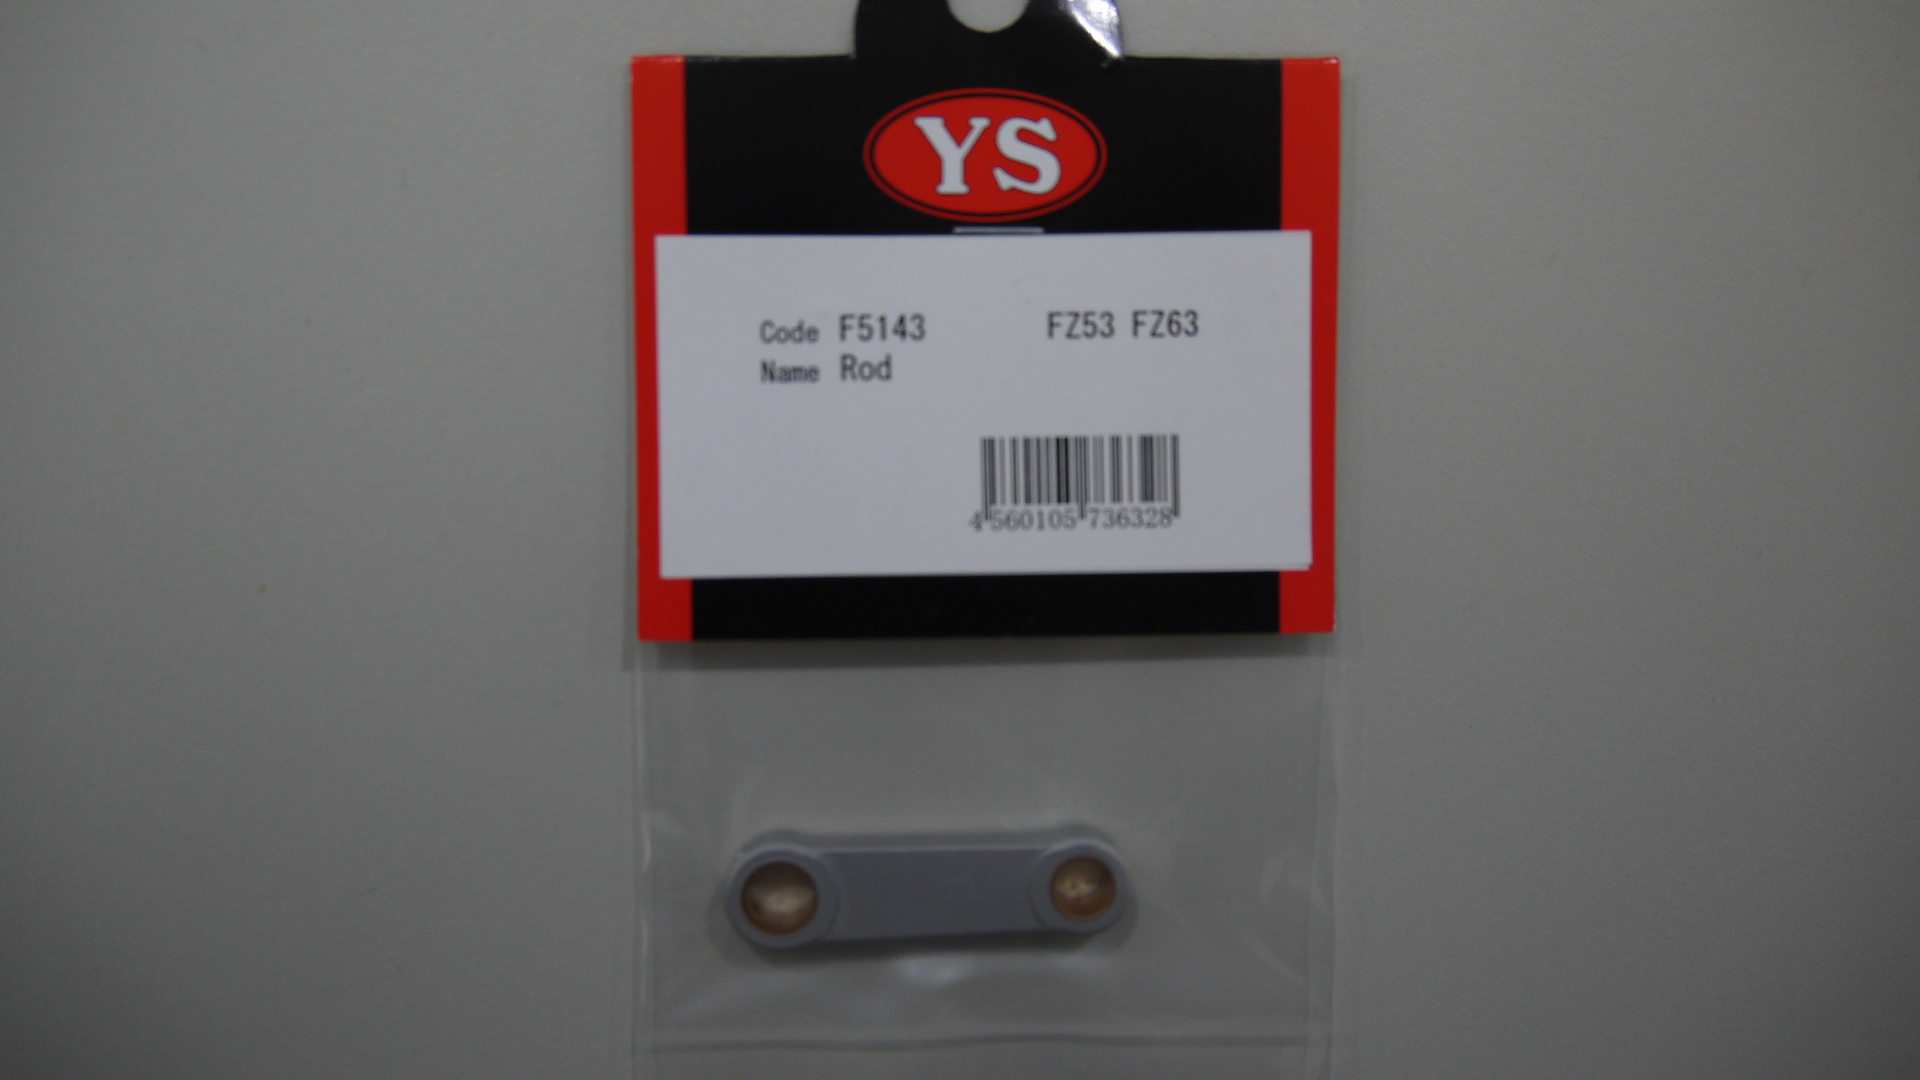 YS
Code F5143 FZ53 FZ63
Name Rod
4 560105 736328